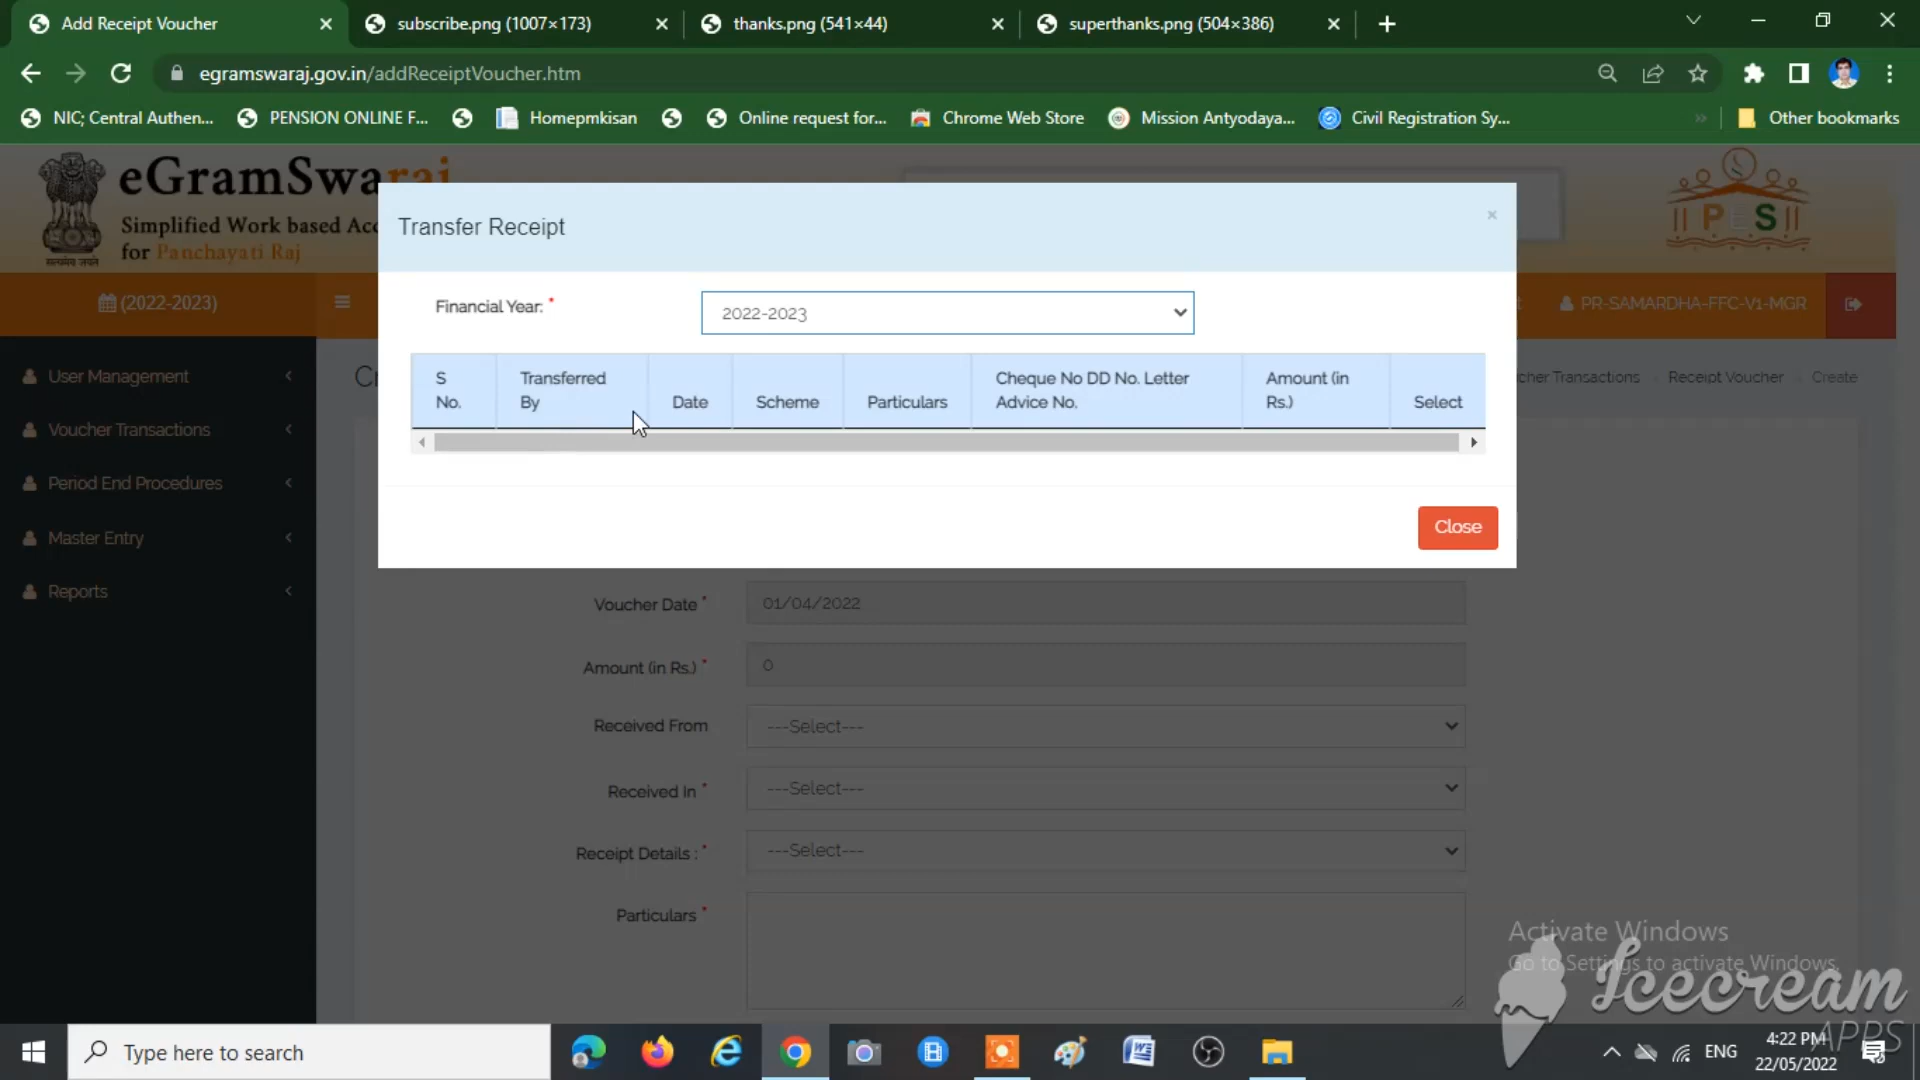 Add Receipt Voucher
subscribe.png (1007×173)
thanks.png (541×44)
superthanks.png (504×386)
egramswaraj.gov.in/addReceiptVoucher.htm
NIC; Central Authen...
PENSION ONLINE F...
Homepmkisan
Online request for...
Chrome Web Store
Mission Antyodaya...
Civil Registration Sy...
Other bookmarks
eGramSwaraj
Simplified Work based Acc
for Panchayati Raj
सत्यमेव जयते
(2022-2023)
PR-SAMARDHA-FFC-V1-MGR
User Management
Voucher Transactions
Period End Procedures
Master Entry
Reports
cher Transactions
Receipt Voucher
Create
Transfer Receipt
×
Financial Year: *
2022-2023
S No.
Transferred By
Date
Scheme
Particulars
Cheque No DD No. Letter Advice No.
Amount (in Rs.)
Select
Close
Voucher Date *
01/04/2022
Amount (in Rs.) *
0
Received From
---Select---
Received In *
---Select---
Receipt Details : *
---Select---
Particulars *
Activate Windows
Go to Settings to activate Windows.
Icecream
APPS
Type here to search
ENG
4:22 PM
22/05/2022